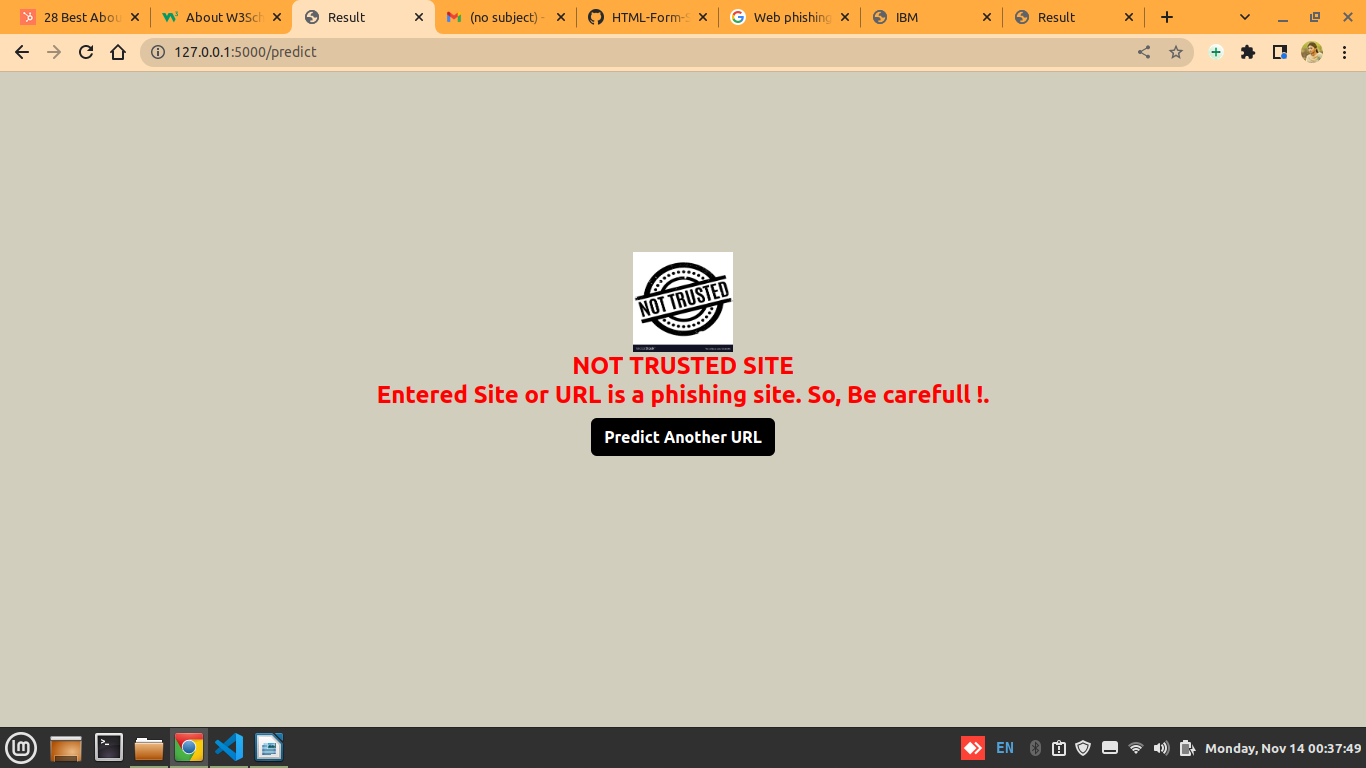 28 Best Abou
About W3Sch
Result
(no subject) -
HTML-Form-S
Web phishing
IBM
Result
127.0.0.1:5000/predict
NOT TRUSTED
NOT TRUSTED SITE
Entered Site or URL is a phishing site. So, Be carefull !.
Predict Another URL
EN
Monday, Nov 14 00:37:49